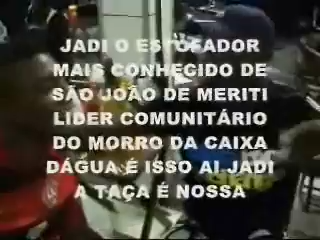 JADI O ESTOFADOR
MAIS CONHECIDO DE
SÃO JOÃO DE MERITI
LIDER COMUNITÁRIO
DO MORRO DA CAIXA
DÁGUA É ISSO AI JADI
A TAÇA É NOSSA